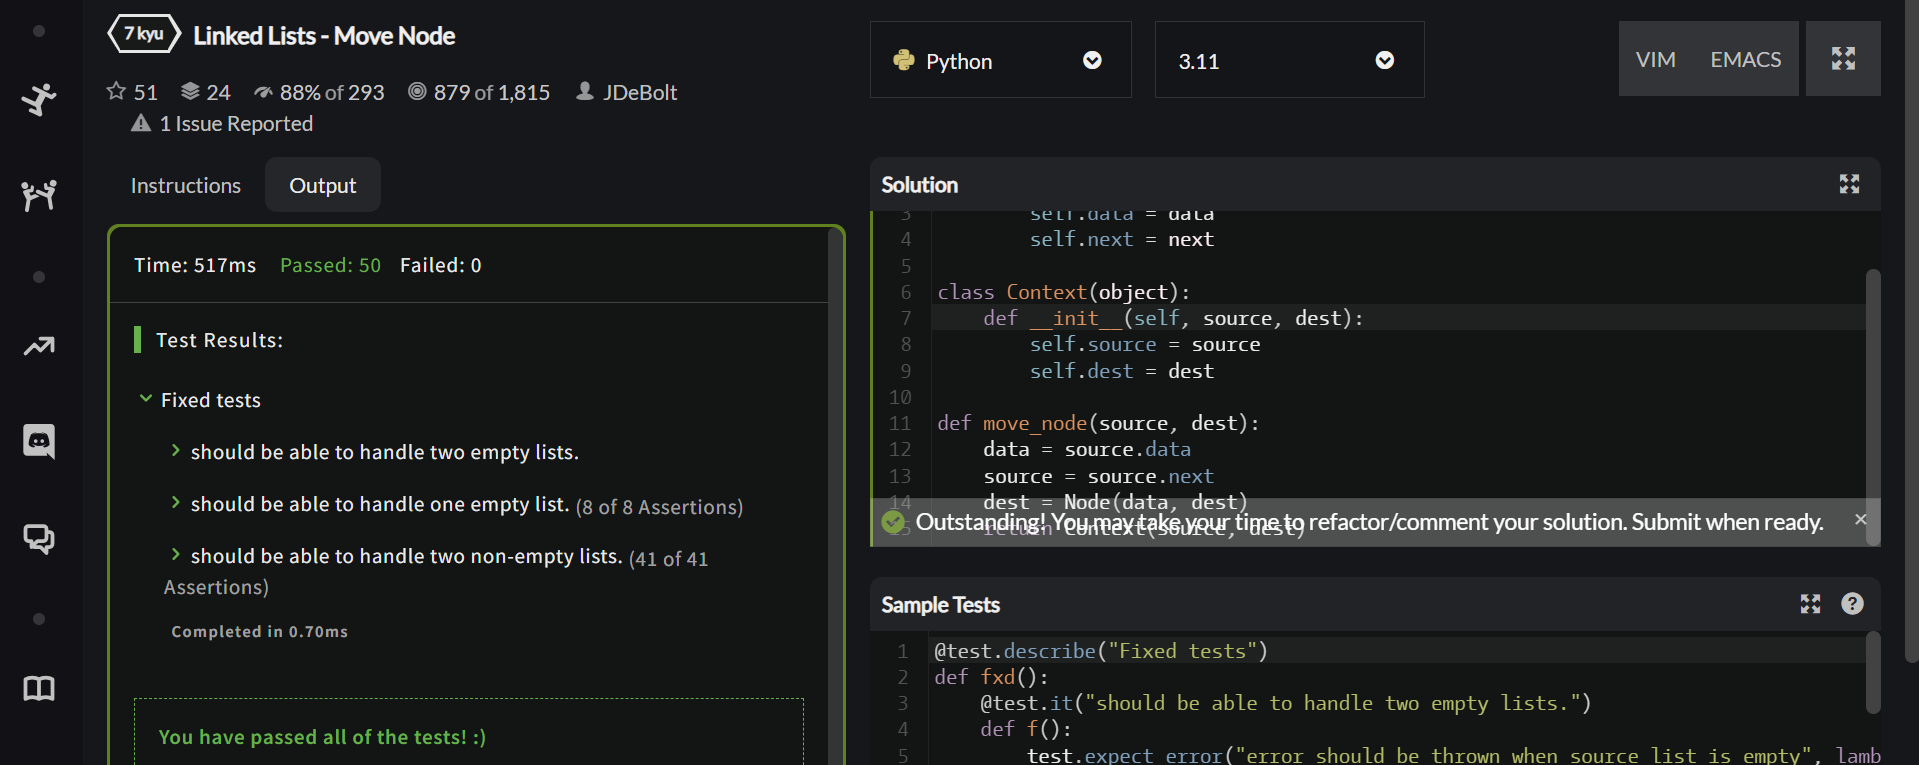 7 kyu Linked Lists - Move Node
51 24 88% of 293 879 of 1,815 JDeBolt
1 Issue Reported
Instructions Output
Time: 517ms Passed: 50 Failed: 0
Test Results:
Fixed tests
should be able to handle two empty lists.
should be able to handle one empty list. (8 of 8 Assertions)
should be able to handle two non-empty lists. (41 of 41
Assertions)
Completed in 0.70ms
You have passed all of the tests! :)
Python 3.11 VIM EMACS
Solution
3 self.data = data
4 self.next = next
5
6 class Context(object):
7 def __init__(self, source, dest):
8 self.source = source
9 self.dest = dest
10
11 def move_node(source, dest):
12 data = source.data
13 source = source.next
14 dest = Node(data, dest)
15 return Context(source, dest)
Outstanding! You may take your time to refactor/comment your solution. Submit when ready. ×
Sample Tests ?
1 @test.describe("Fixed tests")
2 def fxd():
3 @test.it("should be able to handle two empty lists.")
4 def f():
5 test.expect_error("error should be thrown when source list is empty", lamb